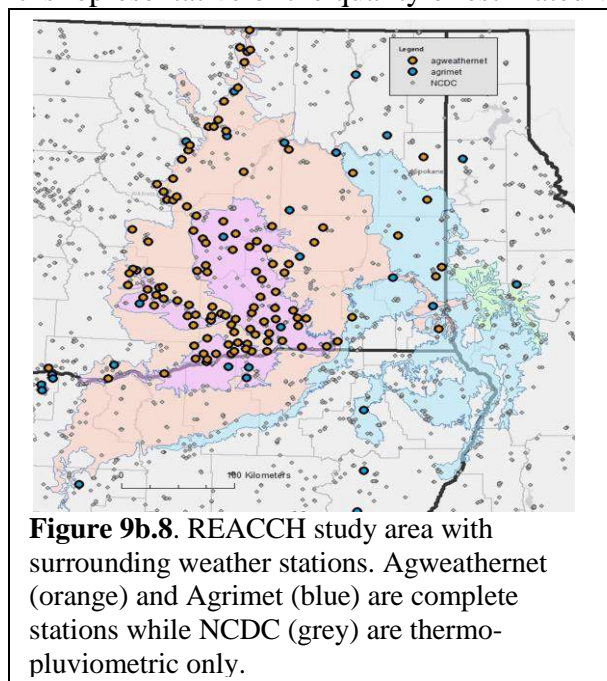 Legend
agweathernet
agrimet
NCDC
Spokane
0
100 Kilometers
Figure 9b.8. REACCH study area with
surrounding weather stations. Agweathernet
(orange) and Agrimet (blue) are complete
stations while NCDC (grey) are thermo-
pluviometric only.